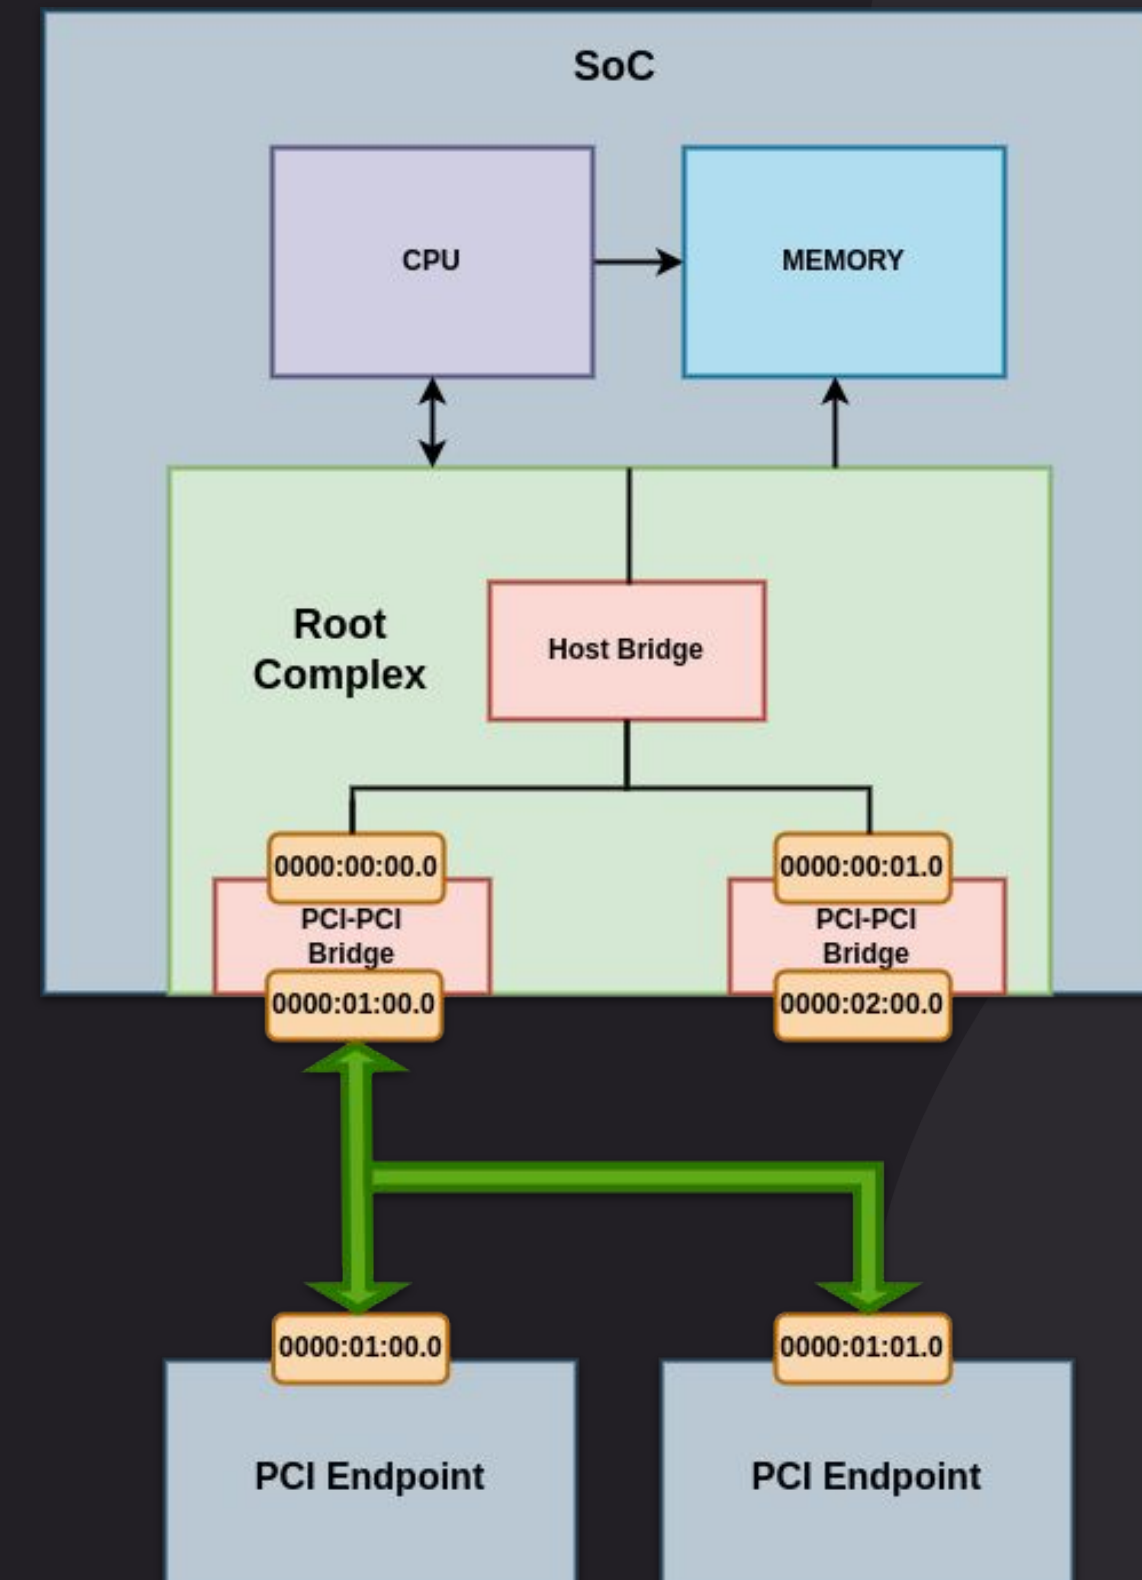 SoC
CPU
MEMORY
Root
Complex
Host Bridge
0000:00:00.0
0000:00:01.0
PCI-PCI
Bridge
PCI-PCI
Bridge
0000:01:00.0
0000:02:00.0
0000:01:00.0
0000:01:01.0
PCI Endpoint
PCI Endpoint